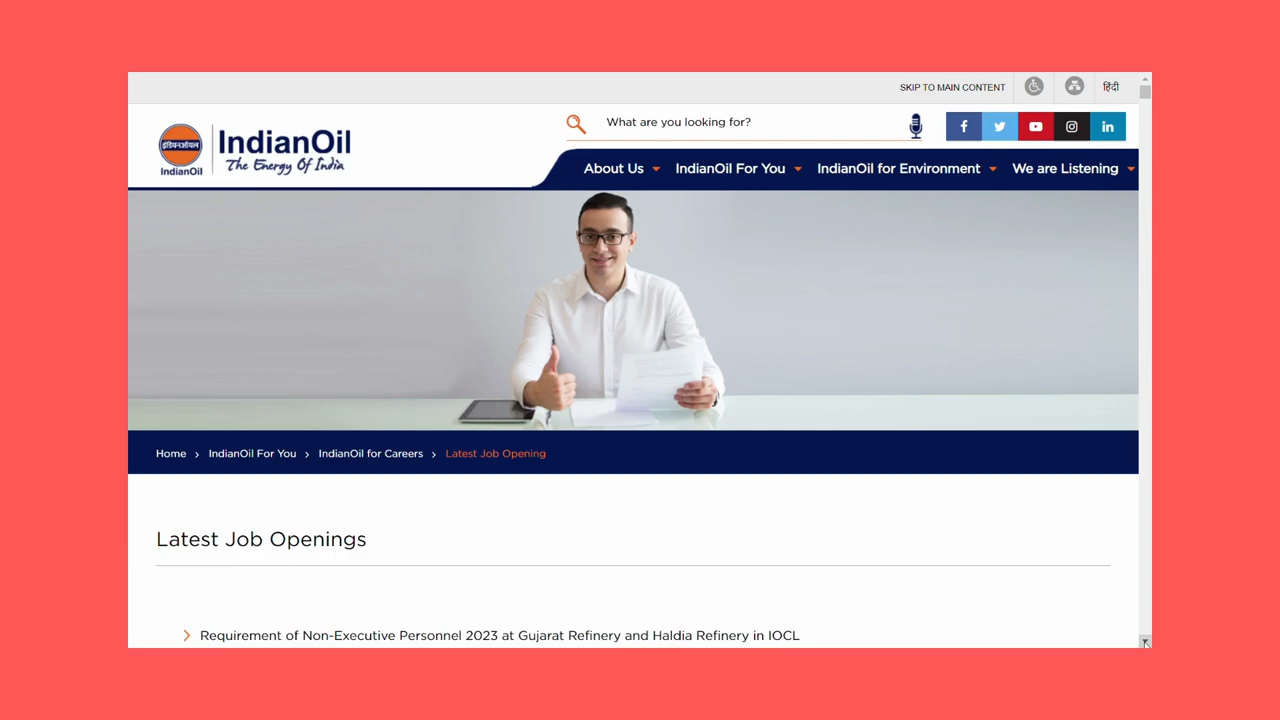 SKIP TO MAIN CONTENT
हिंदी
What are you looking for?
इंडियनऑयल
IndianOil
IndianOil
The Energy Of India
About Us
IndianOil For You
IndianOil for Environment
We are Listening
Home > IndianOil For You > IndianOil for Careers > Latest Job Opening
Latest Job Openings
Requirement of Non-Executive Personnel 2023 at Gujarat Refinery and Haldia Refinery in IOCL